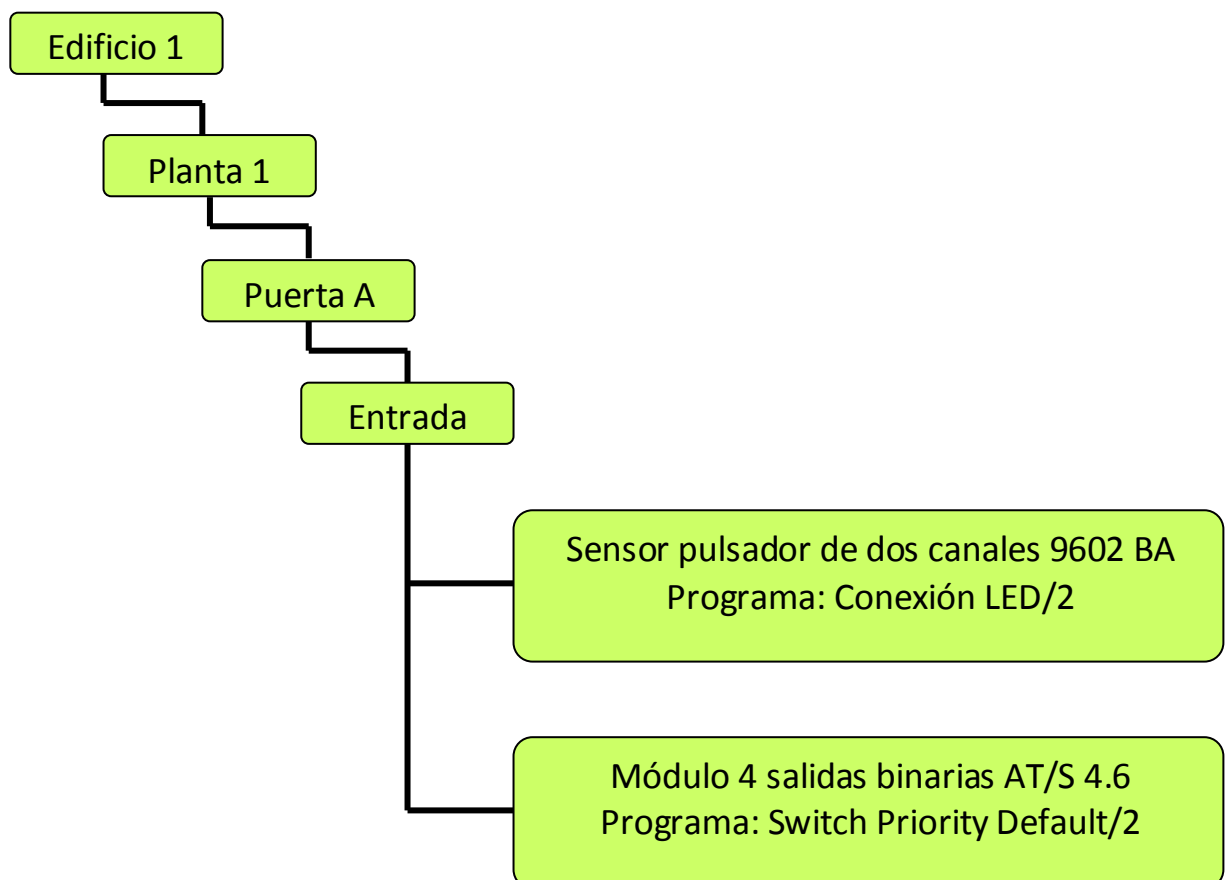 Edificio 1
Planta 1
Puerta A
Entrada
Sensor pulsador de dos canales 9602 BA
Programa: Conexión LED/2
Módulo 4 salidas binarias AT/S 4.6
Programa: Switch Priority Default/2